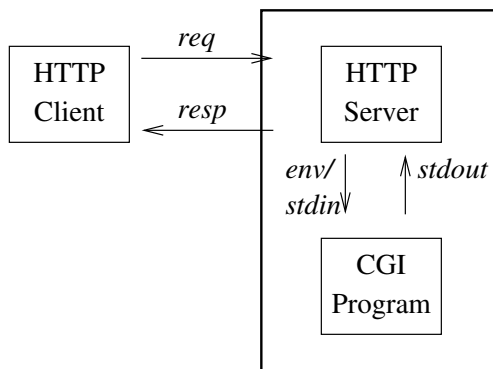 req
HTTP
Client
HTTP
Server
resp
env/
stdin
stdout
CGI
Program